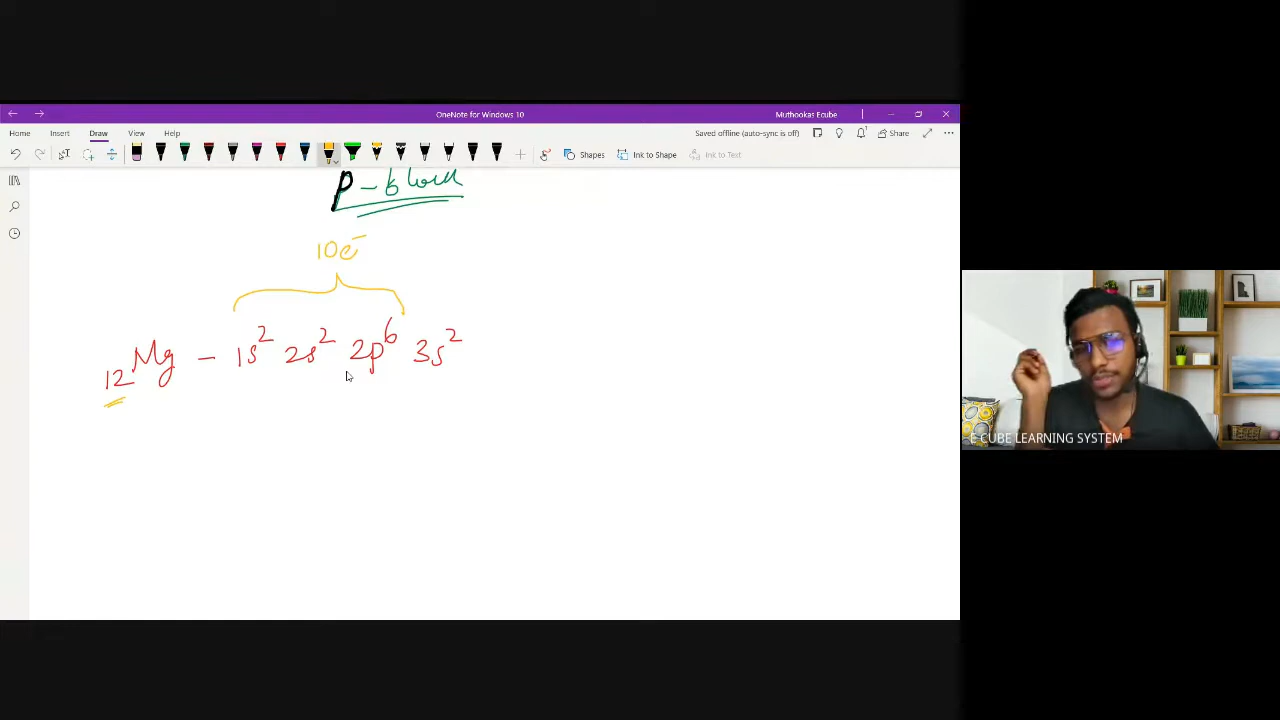 OneNote for Windows 10
Muthookas Ecube
Home Insert Draw View Help
Saved offline (auto-sync is off)
Share
Shapes
Ink to Shape
Ink to Text
p - block
10e⁻
₁₂Mg - 1s² 2s² 2p⁶ 3s²
E CUBE LEARNING SYSTEM